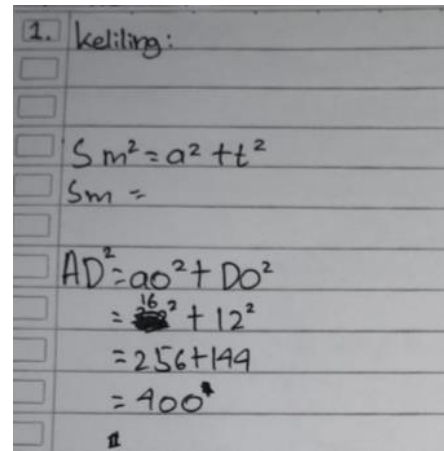 1. Keliling:
Sm² = a² + t²
Sm =
AD² = ao² + DO²
= 16² + 12²
= 256 + 144
= 400